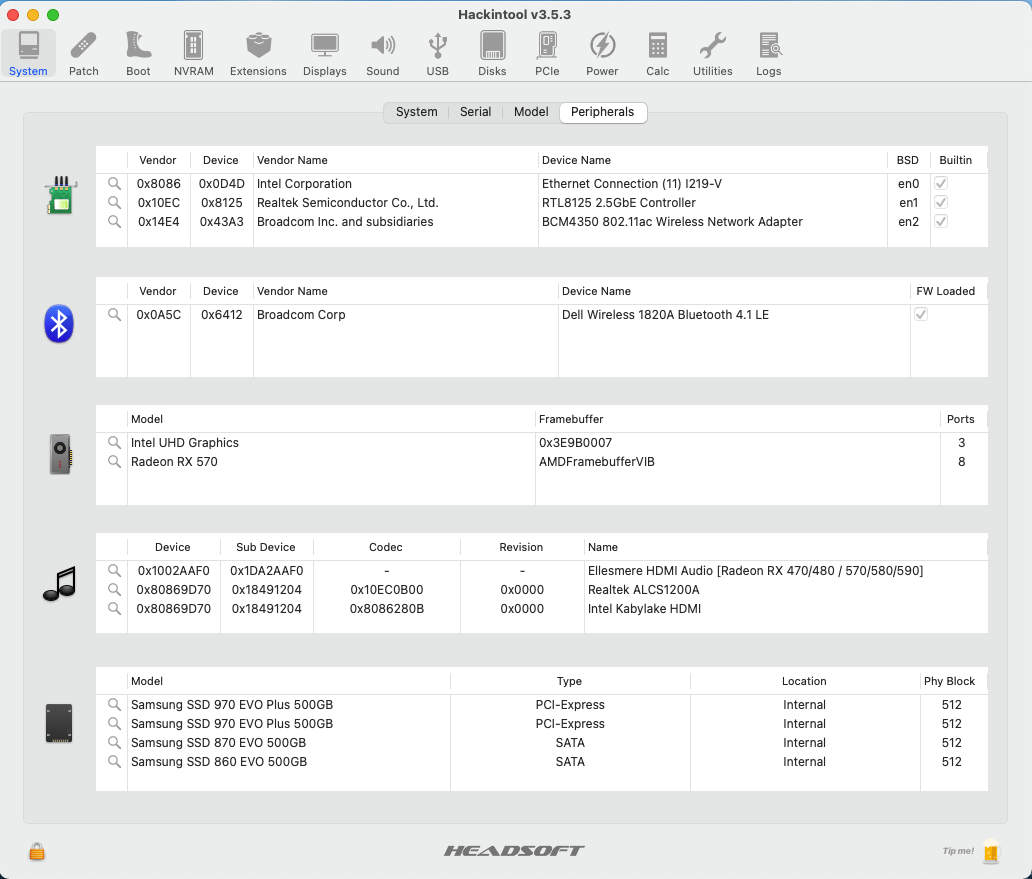 Hackintool v3.5.3
System Patch Boot NVRAM Extensions Displays Sound USB Disks PCIe Power Calc Utilities Logs
System Serial Model Peripherals
Vendor Device Vendor Name Device Name BSD Builtin
0x8086 0x0D4D Intel Corporation Ethernet Connection (11) I219-V en0
0x10EC 0x8125 Realtek Semiconductor Co., Ltd. RTL8125 2.5GbE Controller en1
0x14E4 0x43A3 Broadcom Inc. and subsidiaries BCM4350 802.11ac Wireless Network Adapter en2
Vendor Device Vendor Name Device Name FW Loaded
0x0A5C 0x6412 Broadcom Corp Dell Wireless 1820A Bluetooth 4.1 LE
Model Framebuffer Ports
Intel UHD Graphics 0x3E9B0007 3
Radeon RX 570 AMDFramebufferVIB 8
Device Sub Device Codec Revision Name
0x1002AAF0 0x1DA2AAF0 - - Ellesmere HDMI Audio [Radeon RX 470/480 / 570/580/590]
0x80869D70 0x18491204 0x10EC0B00 0x0000 Realtek ALCS1200A
0x80869D70 0x18491204 0x8086280B 0x0000 Intel Kabylake HDMI
Model Type Location Phy Block
Samsung SSD 970 EVO Plus 500GB PCI-Express Internal 512
Samsung SSD 970 EVO Plus 500GB PCI-Express Internal 512
Samsung SSD 870 EVO 500GB SATA Internal 512
Samsung SSD 860 EVO 500GB SATA Internal 512
HEADSOFT
Tip me!